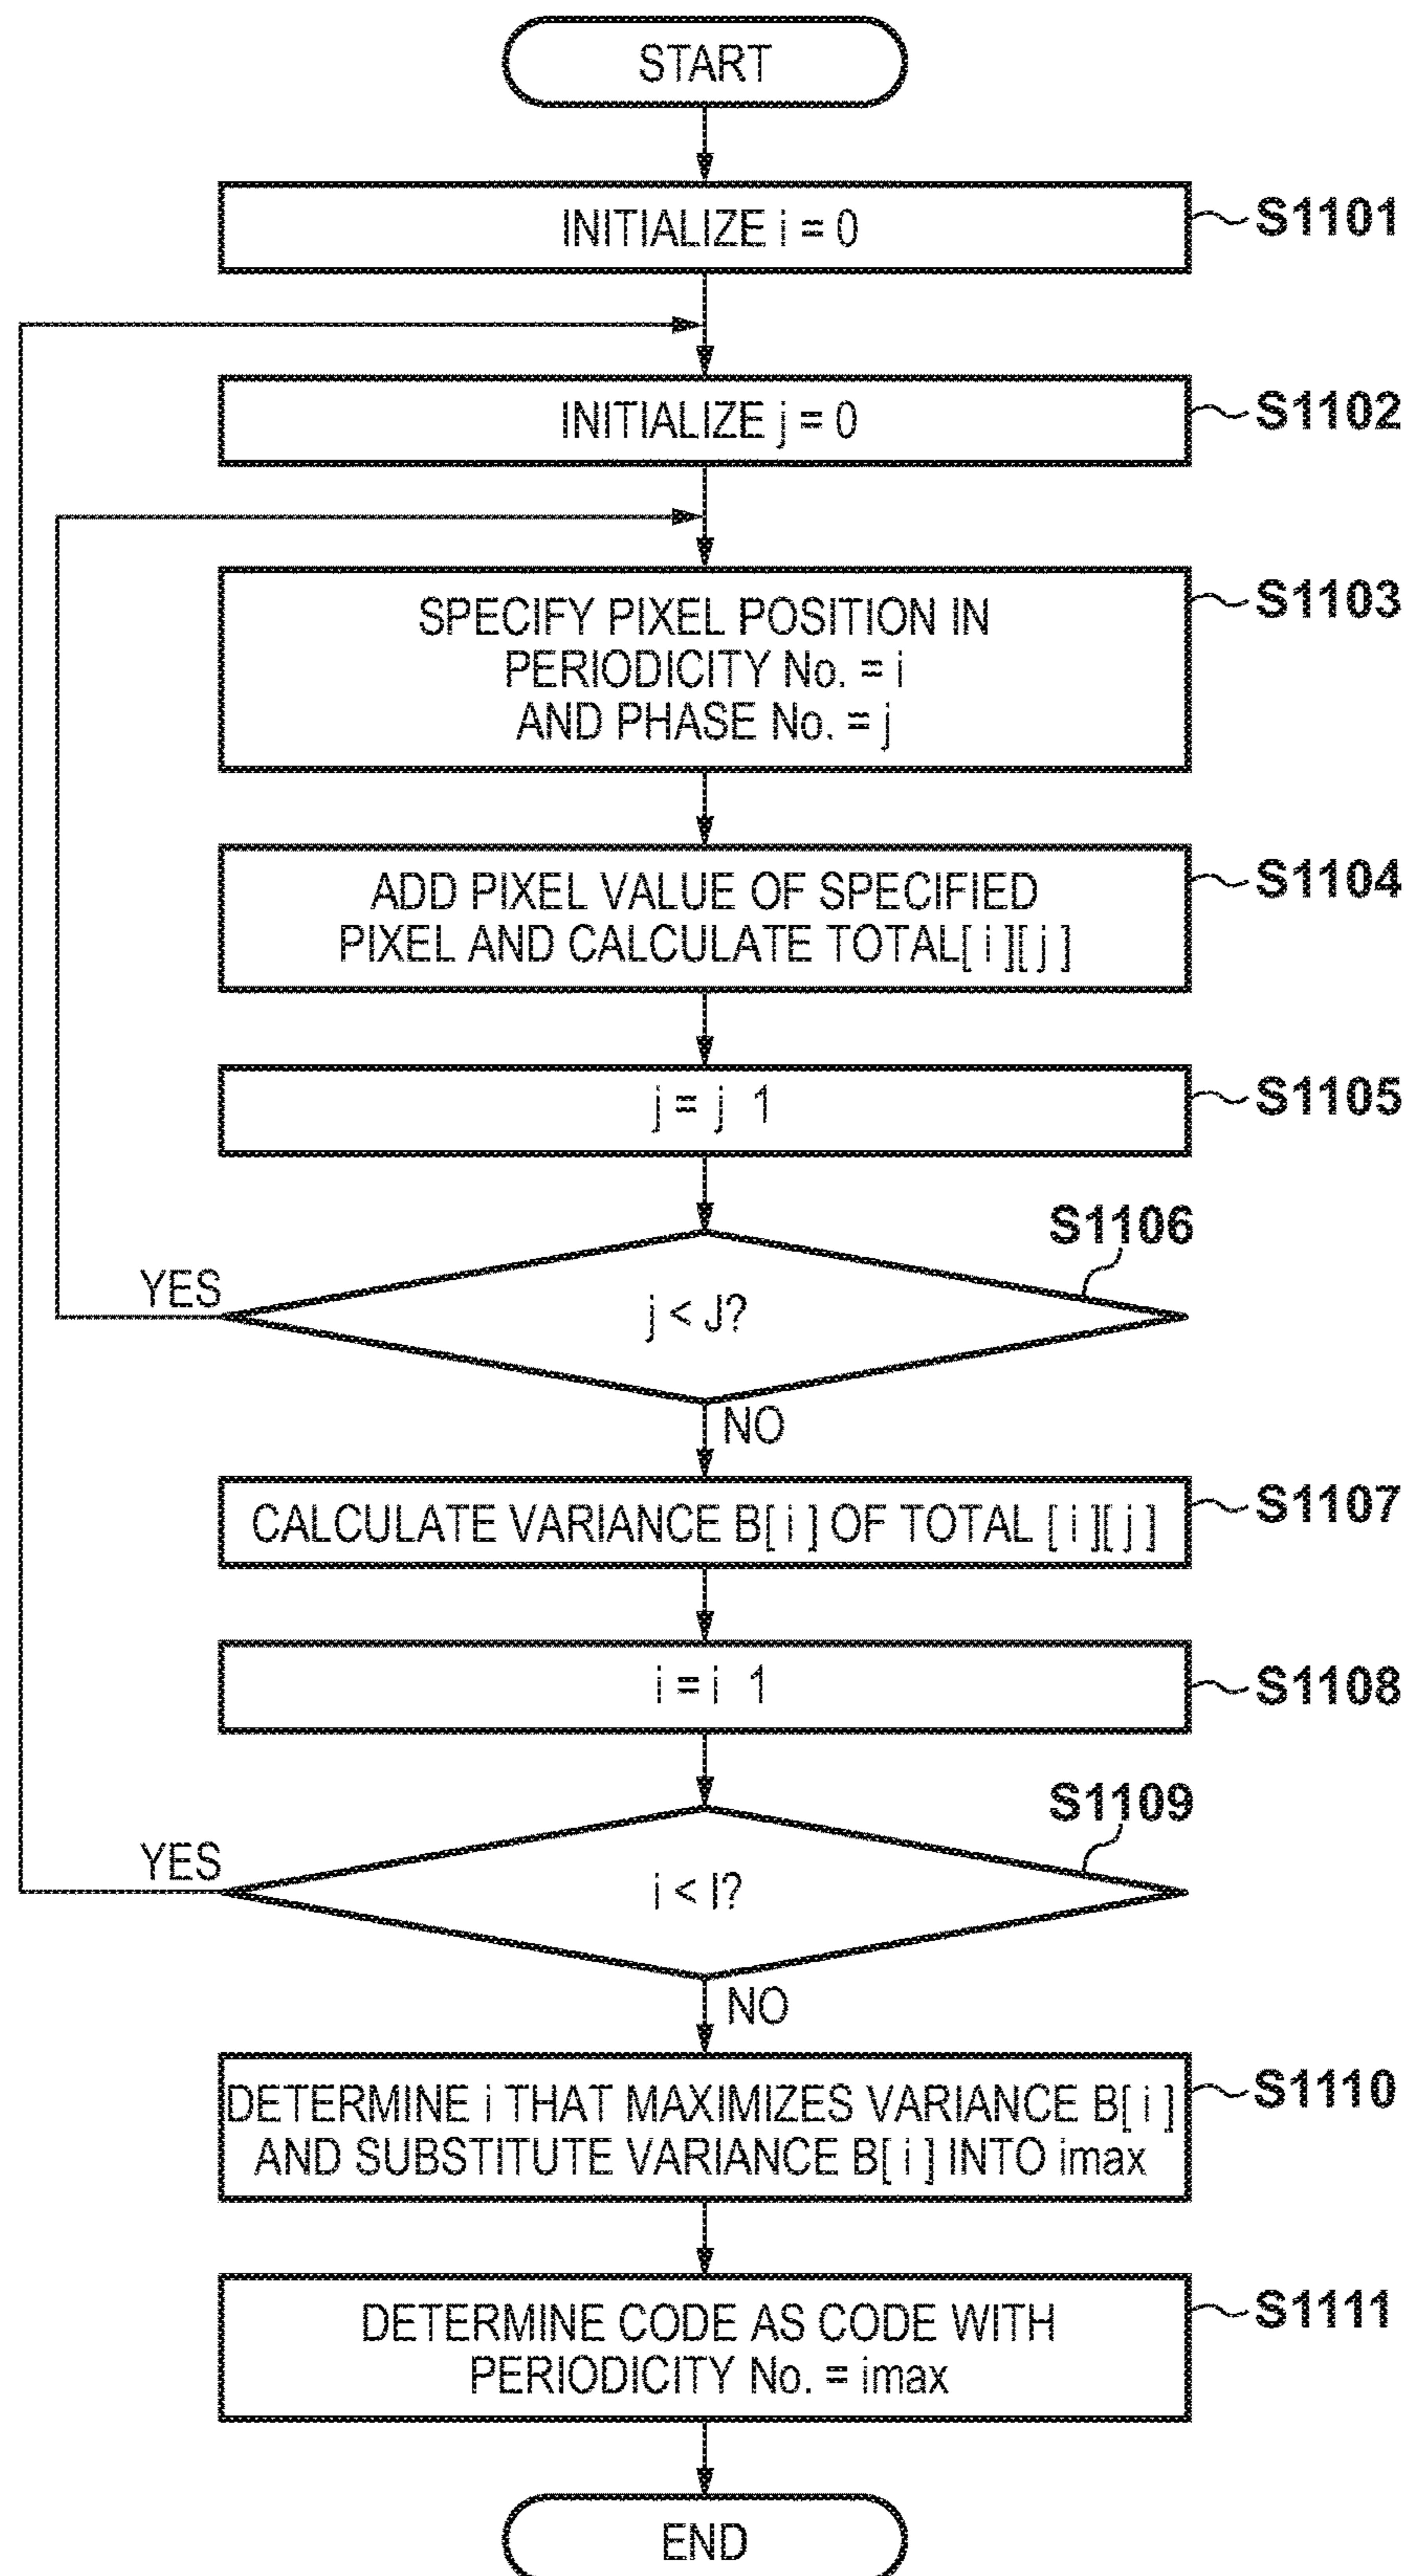 START
INITIALIZE i = 0
S1101
INITIALIZE j = 0
S1102
SPECIFY PIXEL POSITION IN
PERIODICITY No. = i
AND PHASE No. = j
S1103
ADD PIXEL VALUE OF SPECIFIED
PIXEL AND CALCULATE TOTAL[ i ][ j ]
S1104
j = j 1
S1105
S1106
YES
j < J?
NO
CALCULATE VARIANCE B[ i ] OF TOTAL [ i ][ j ]
S1107
i = i 1
S1108
S1109
YES
i < I?
NO
DETERMINE i THAT MAXIMIZES VARIANCE B[ i ]
AND SUBSTITUTE VARIANCE B[ i ] INTO imax
S1110
DETERMINE CODE AS CODE WITH
PERIODICITY No. = imax
S1111
END